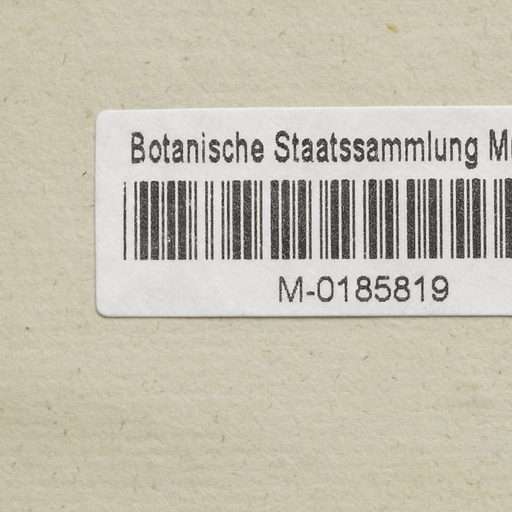 Botanische Staatssammlung
M-0185819